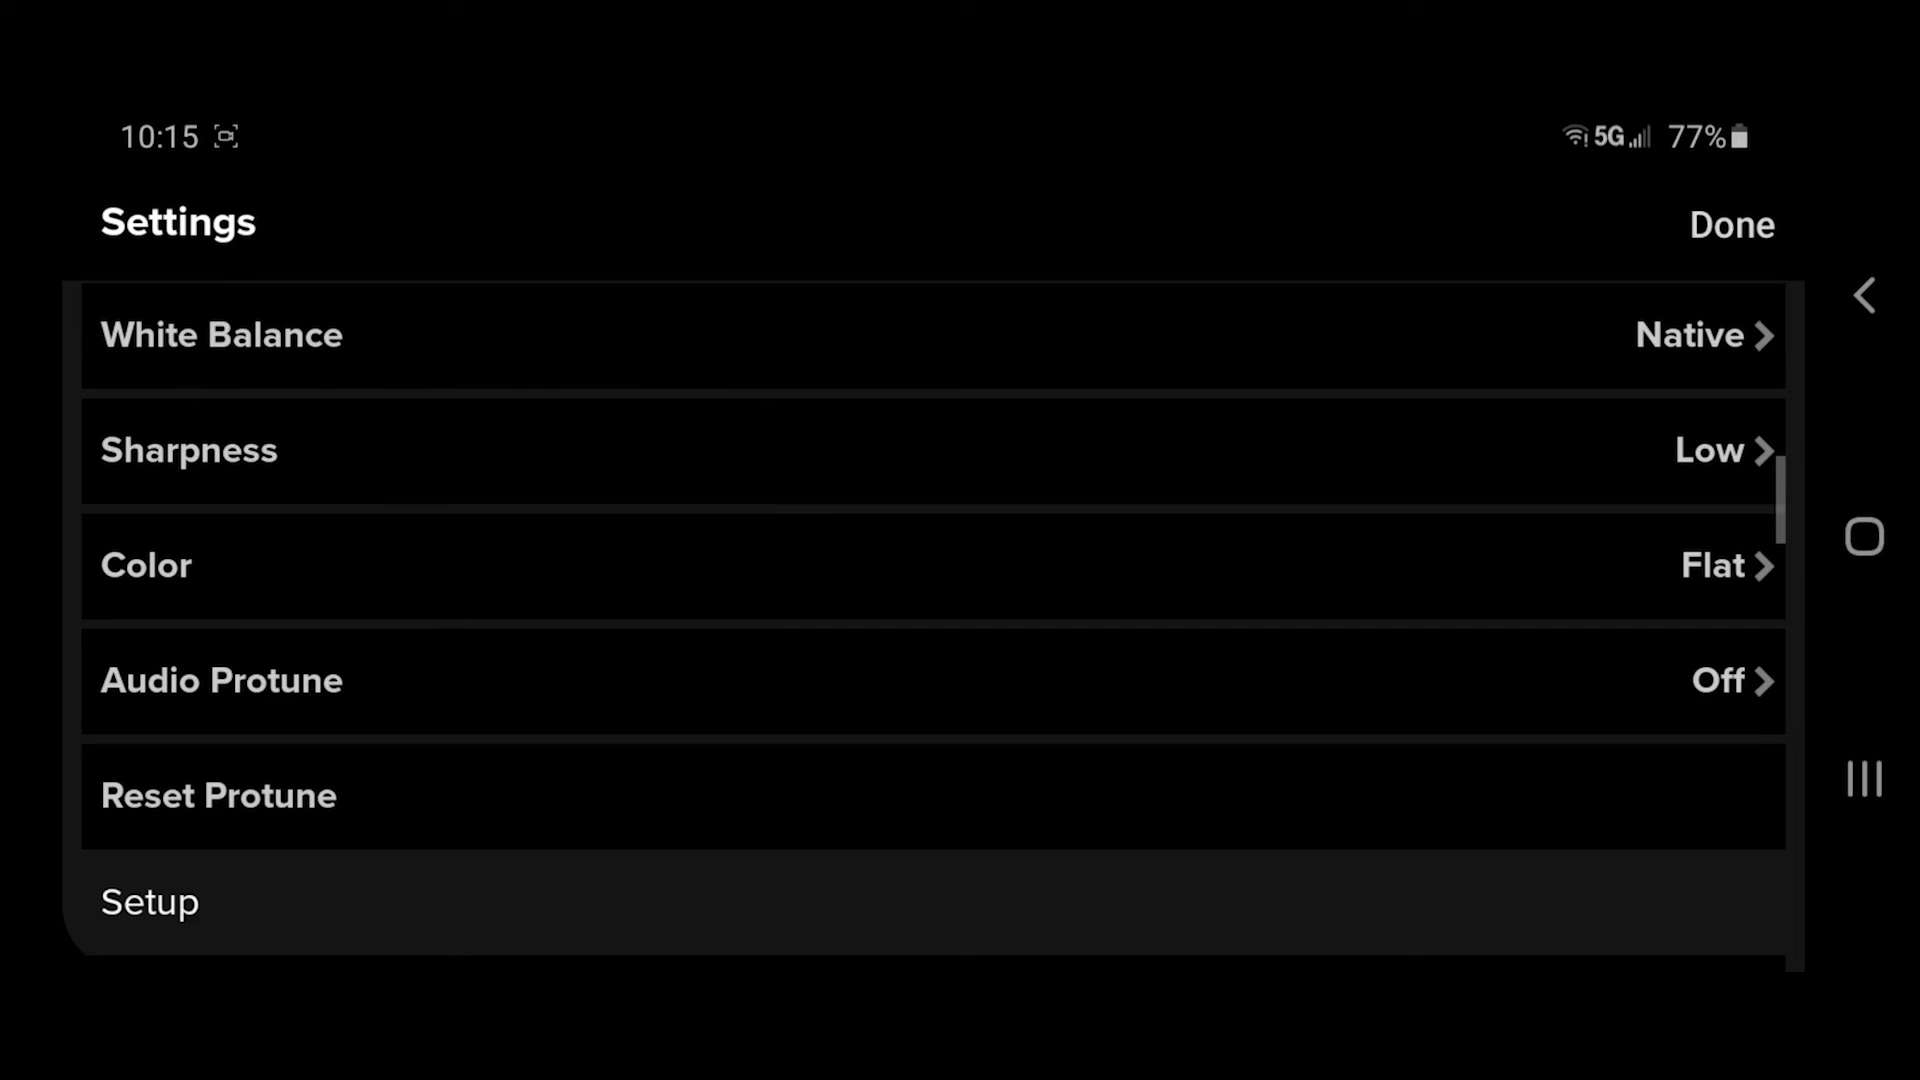 10:15 5G 77%
Settings Done
White Balance Native
Sharpness Low
Color Flat
Audio Protune Off
Reset Protune
Setup